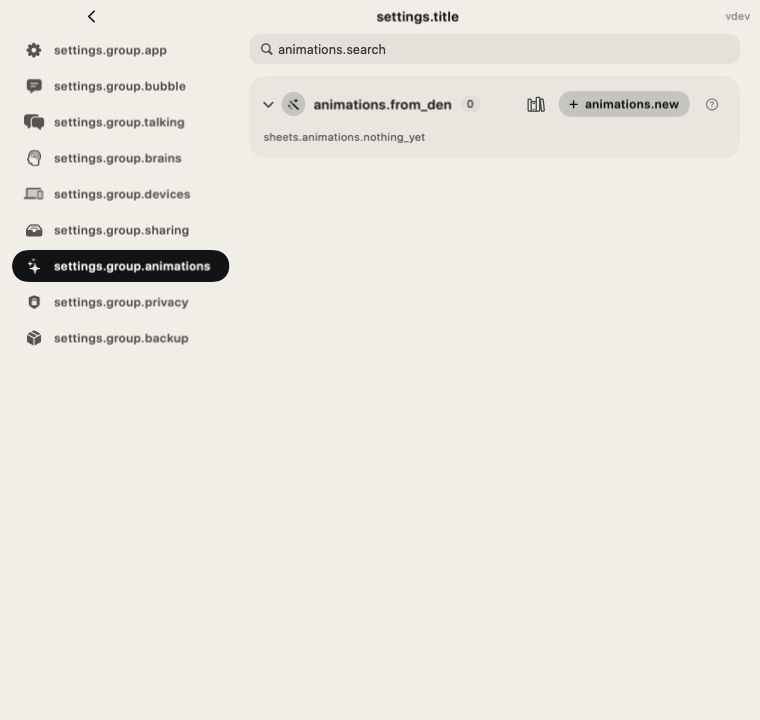 settings.title
vdev
settings.group.app
settings.group.bubble
settings.group.talking
settings.group.brains
settings.group.devices
settings.group.sharing
settings.group.animations
settings.group.privacy
settings.group.backup
animations.search
animations.from_den 0
+ animations.new
?
sheets.animations.nothing_yet